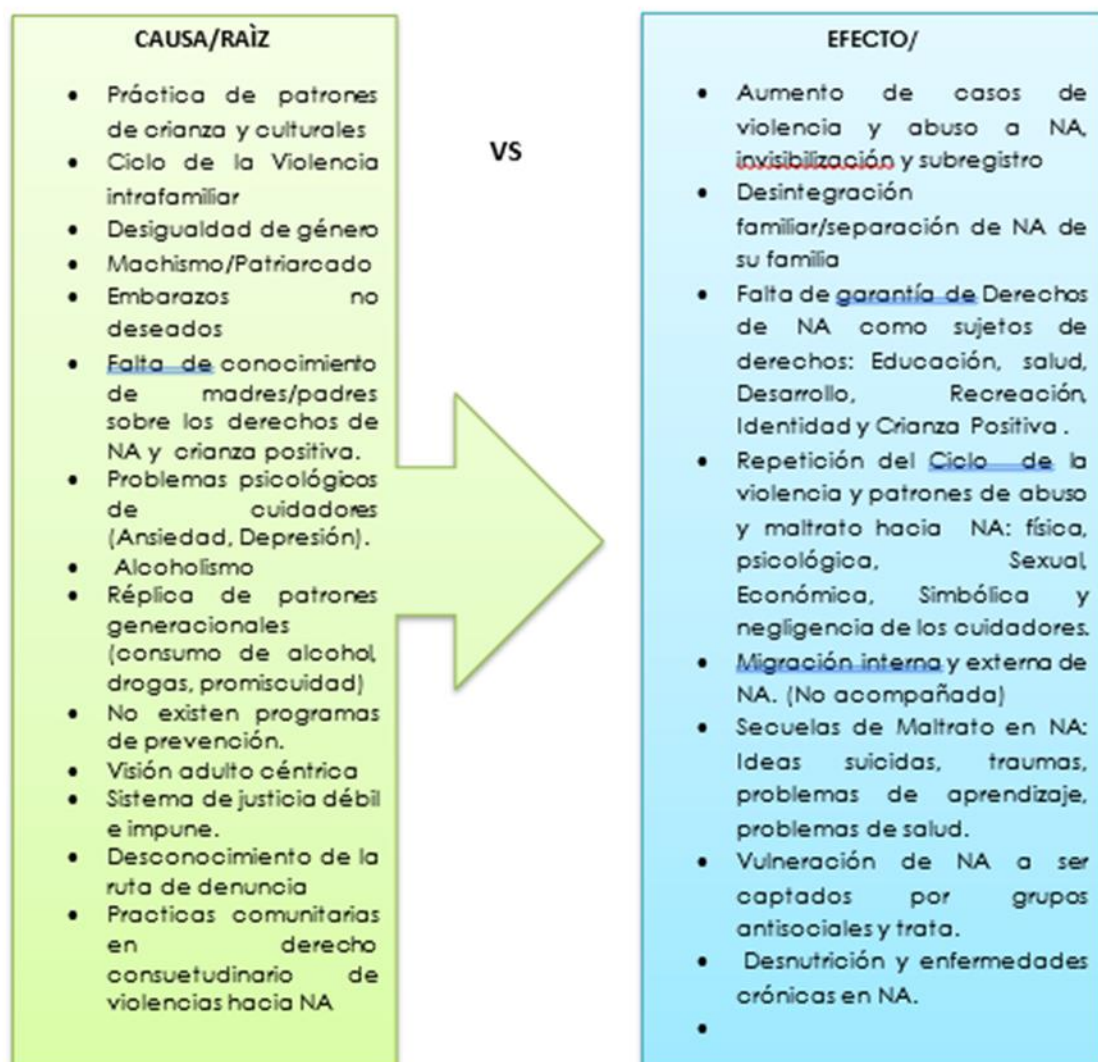 CAUSA/RAÌZ
• Práctica de patrones
de crianza y culturales
• Ciclo de la Violencia
intrafamiliar
• Desigualdad de género
• Machismo/Patriarcado
• Embarazos no
deseados
• Falta de conocimiento
de madres/padres
sobre los derechos de
NA y crianza positiva.
• Problemas psicológicos
de cuidadores
(Ansiedad, Depresión).
• Alcoholismo
• Réplica de patrones
generacionales
(consumo de alcohol,
drogas, promiscuidad)
• No existen programas
de prevención.
• Visión adulto céntrica
• Sistema de justicia débil
e impune.
• Desconocimiento de la
ruta de denuncia
• Practicas comunitarias
en derecho
consuetudinario de
violencias hacia NA
VS
EFECTO/
• Aumento de casos de
violencia y abuso a NA,
invisibilización y subregistro
• Desintegración
familiar/separación de NA de
su familia
• Falta de garantía de Derechos
de NA como sujetos de
derechos: Educación, salud,
Desarrollo, Recreación,
Identidad y Crianza Positiva .
• Repetición del Ciclo de la
violencia y patrones de abuso
y maltrato hacia NA: física,
psicológica, Sexual,
Económica, Simbólica y
negligencia de los cuidadores.
• Migración interna y externa de
NA. (No acompañada)
• Secuelas de Maltrato en NA:
Ideas suicidas, traumas,
problemas de aprendizaje,
problemas de salud.
• Vulneración de NA a ser
captados por grupos
antisociales y trata.
• Desnutrición y enfermedades
crónicas en NA.
•